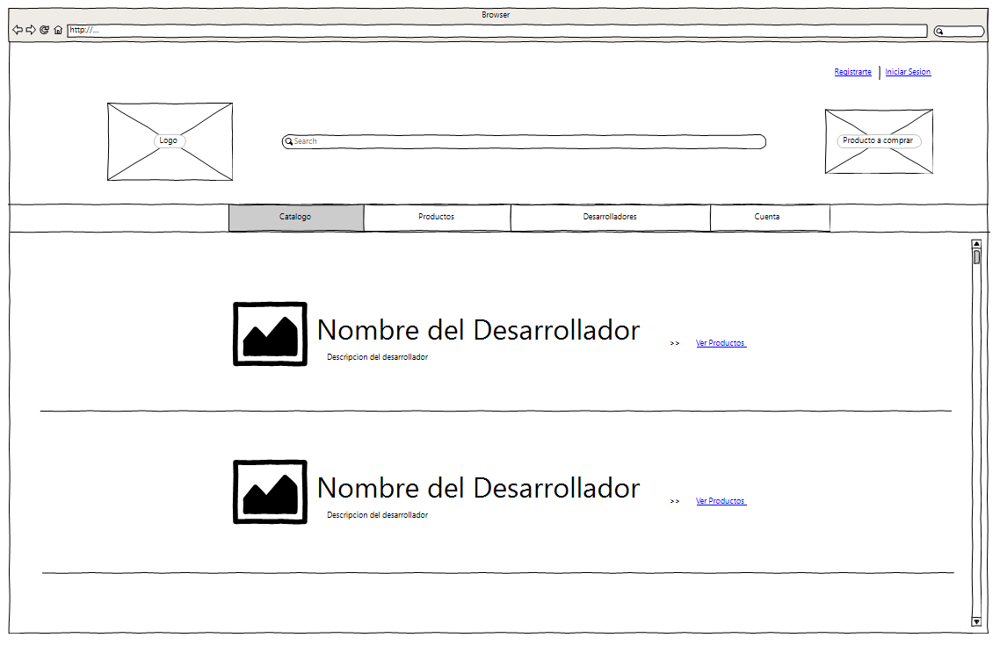 Browser
http://...
Registrarte | Iniciar Sesion
Logo
Search
Producto a comprar
Catalogo
Productos
Desarrolladores
Cuenta
Nombre del Desarrollador
Descripcion del desarrollador
>> Ver Productos
Nombre del Desarrollador
Descripcion del desarrollador
>> Ver Productos